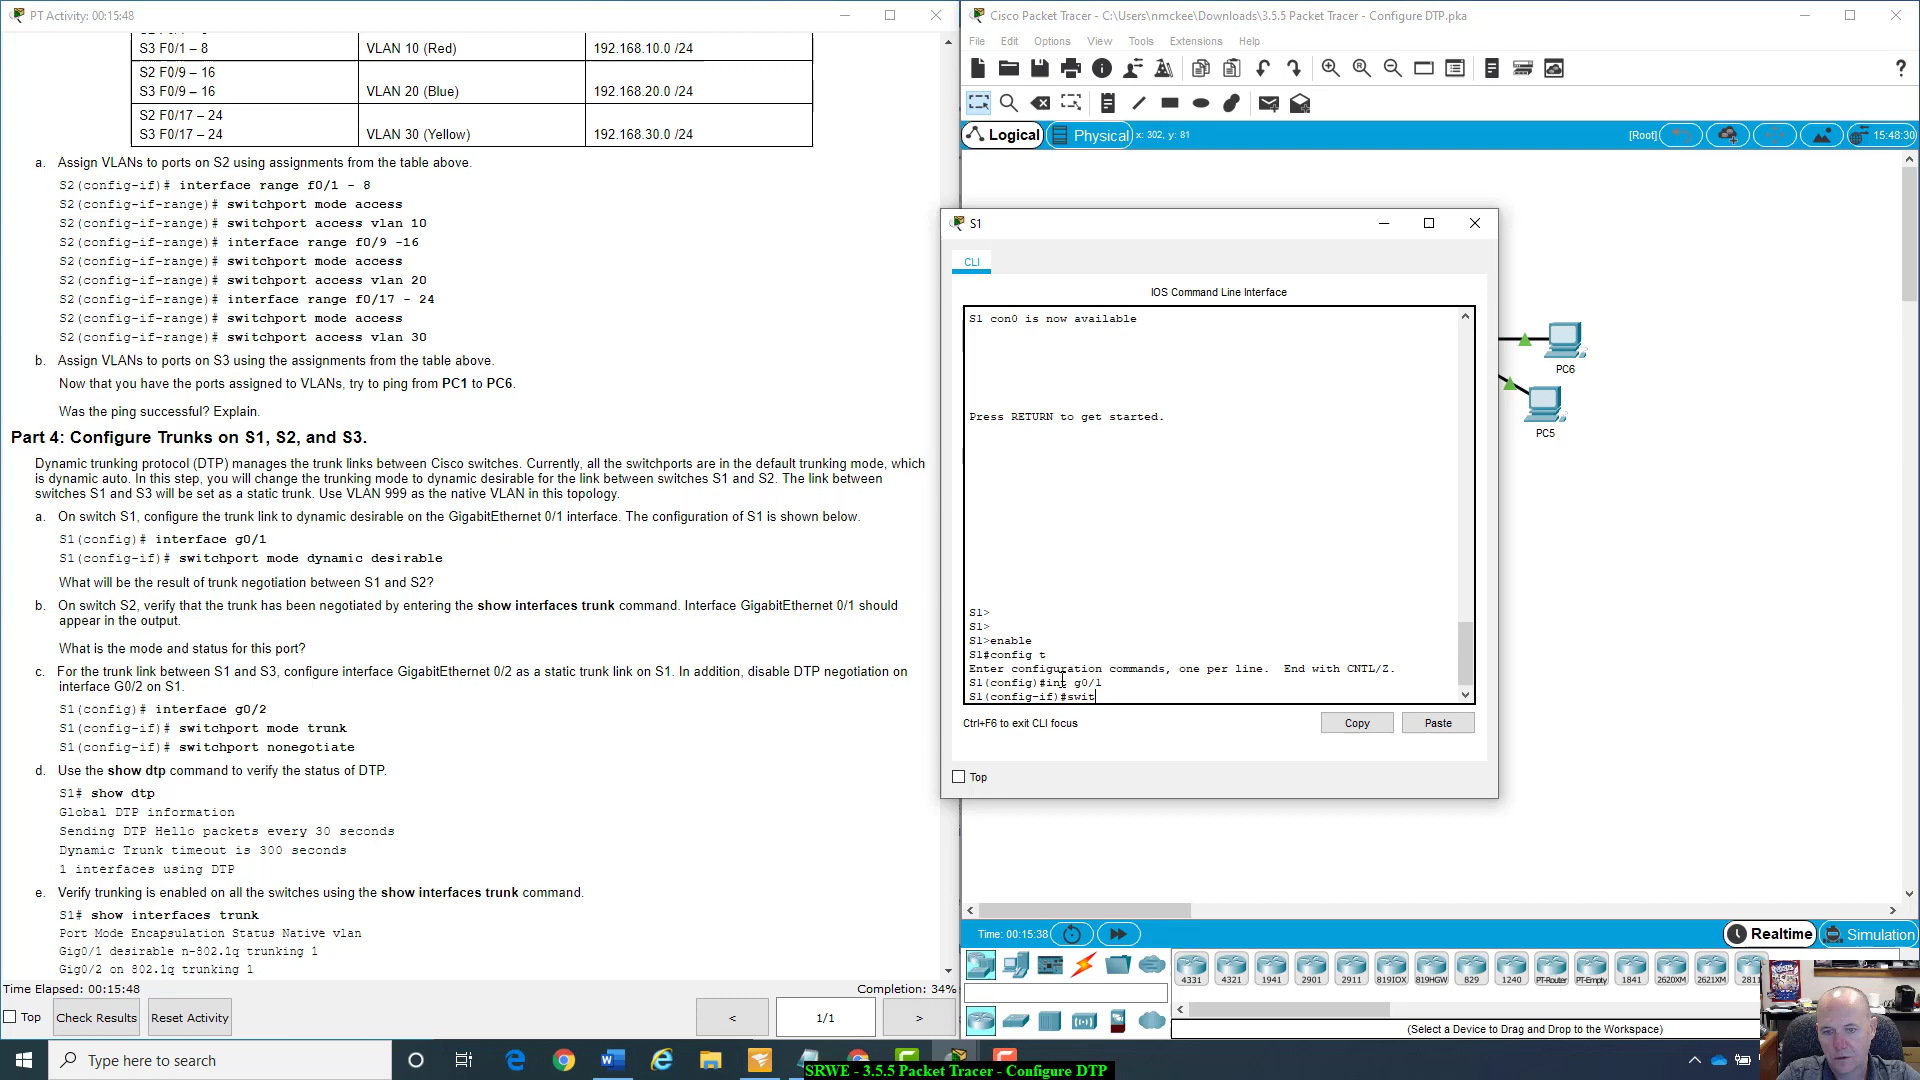 PT Activity: 00:15:48
S3 F0/1 – 8 VLAN 10 (Red) 192.168.10.0 /24
S2 F0/9 – 16
S3 F0/9 – 16 VLAN 20 (Blue) 192.168.20.0 /24
S2 F0/17 – 24
S3 F0/17 – 24 VLAN 30 (Yellow) 192.168.30.0 /24
a. Assign VLANs to ports on S2 using assignments from the table above.
S2(config-if)# interface range f0/1 - 8
S2(config-if-range)# switchport mode access
S2(config-if-range)# switchport access vlan 10
S2(config-if-range)# interface range f0/9 -16
S2(config-if-range)# switchport mode access
S2(config-if-range)# switchport access vlan 20
S2(config-if-range)# interface range f0/17 - 24
S2(config-if-range)# switchport mode access
S2(config-if-range)# switchport access vlan 30
b. Assign VLANs to ports on S3 using the assignments from the table above.
Now that you have the ports assigned to VLANs, try to ping from PC1 to PC6.
Was the ping successful? Explain.
Part 4: Configure Trunks on S1, S2, and S3.
Dynamic trunking protocol (DTP) manages the trunk links between Cisco switches. Currently, all the switchports are in the default trunking mode, which
is dynamic auto. In this step, you will change the trunking mode to dynamic desirable for the link between switches S1 and S2. The link between
switches S1 and S3 will be set as a static trunk. Use VLAN 999 as the native VLAN in this topology.
a. On switch S1, configure the trunk link to dynamic desirable on the GigabitEthernet 0/1 interface. The configuration of S1 is shown below.
S1(config)# interface g0/1
S1(config-if)# switchport mode dynamic desirable
What will be the result of trunk negotiation between S1 and S2?
b. On switch S2, verify that the trunk has been negotiated by entering the show interfaces trunk command. Interface GigabitEthernet 0/1 should
appear in the output.
What is the mode and status for this port?
c. For the trunk link between S1 and S3, configure interface GigabitEthernet 0/2 as a static trunk link on S1. In addition, disable DTP negotiation on
interface G0/2 on S1.
S1(config)# interface g0/2
S1(config-if)# switchport mode trunk
S1(config-if)# switchport nonegotiate
d. Use the show dtp command to verify the status of DTP.
S1# show dtp
Global DTP information
Sending DTP Hello packets every 30 seconds
Dynamic Trunk timeout is 300 seconds
1 interfaces using DTP
e. Verify trunking is enabled on all the switches using the show interfaces trunk command.
S1# show interfaces trunk
Port Mode Encapsulation Status Native vlan
Gig0/1 desirable n-802.1q trunking 1
Gig0/2 on 802.1q trunking 1
Time Elapsed: 00:15:48 Completion: 34%
Top Check Results Reset Activity < 1/1 >
Cisco Packet Tracer - C:\Users\nmckee\Downloads\3.5.5 Packet Tracer - Configure DTP.pka
File Edit Options View Tools Extensions Help
?
Logical Physical x: 302, y: 81 [Root] 15:48:30
S1
CLI
IOS Command Line Interface
S1 con0 is now available
Press RETURN to get started.
S1>
S1>
S1>enable
S1#config t
Enter configuration commands, one per line. End with CNTL/Z.
S1(config)#int g0/1
S1(config-if)#swit
Ctrl+F6 to exit CLI focus Copy Paste
Top
PC6
PC5
Time: 00:15:38 Realtime Simulation
4331 4321 1941 2901 2911 819IOX 819HGW 829 1240 PT-Router PT-Empty 1841 2620XM 2621XM 2811
(Select a Device to Drag and Drop to the Workspace)
Type here to search
SRWE - 3.5.5 Packet Tracer - Configure DTP